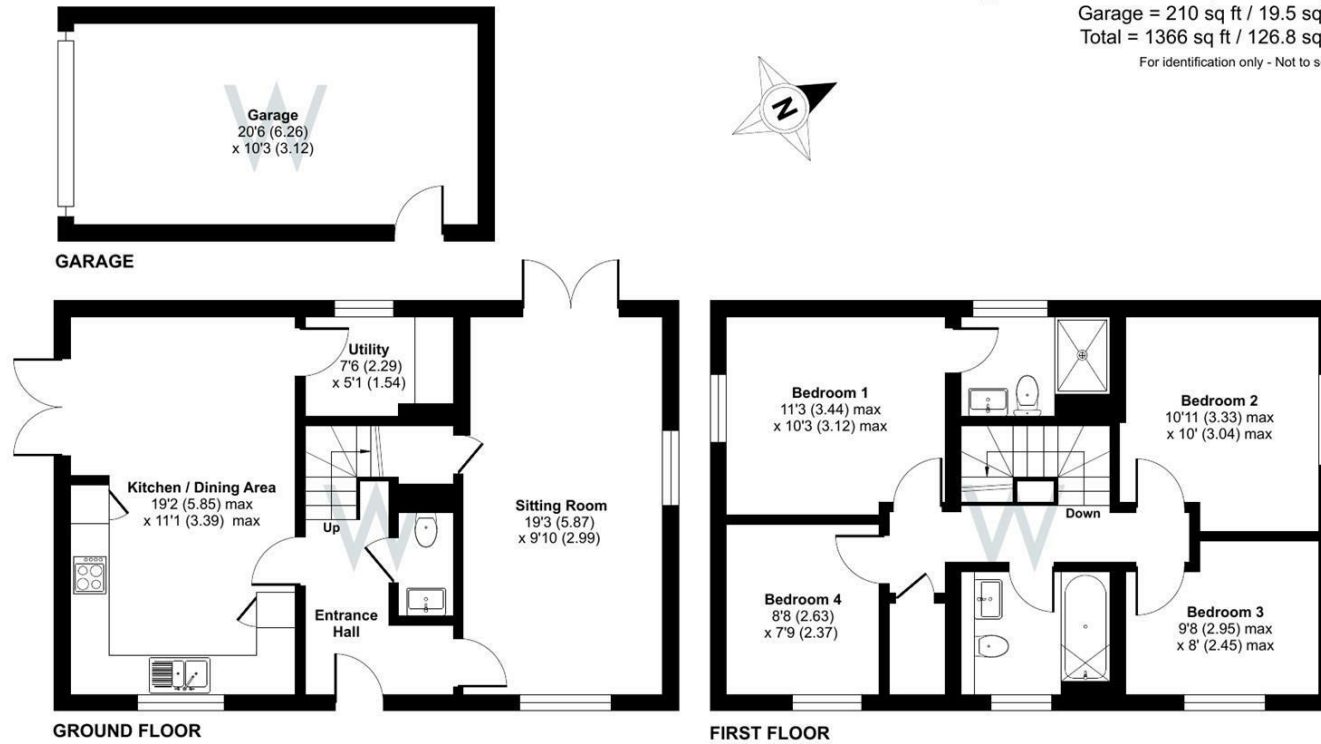 Garage = 210 sq ft / 19.5 sq
Total = 1366 sq ft / 126.8 sq
For identification only - Not to s
N
Garage
20'6 (6.26)
x 10'3 (3.12)
GARAGE
Utility
7'6 (2.29)
x 5'1 (1.54)
Kitchen / Dining Area
19'2 (5.85) max
x 11'1 (3.39) max
Up
Sitting Room
19'3 (5.87)
x 9'10 (2.99)
Entrance
Hall
GROUND FLOOR
Bedroom 1
11'3 (3.44) max
x 10'3 (3.12) max
Bedroom 2
10'11 (3.33) max
x 10' (3.04) max
Down
Bedroom 4
8'8 (2.63)
x 7'9 (2.37)
Bedroom 3
9'8 (2.95) max
x 8' (2.45) max
FIRST FLOOR
W
W
W